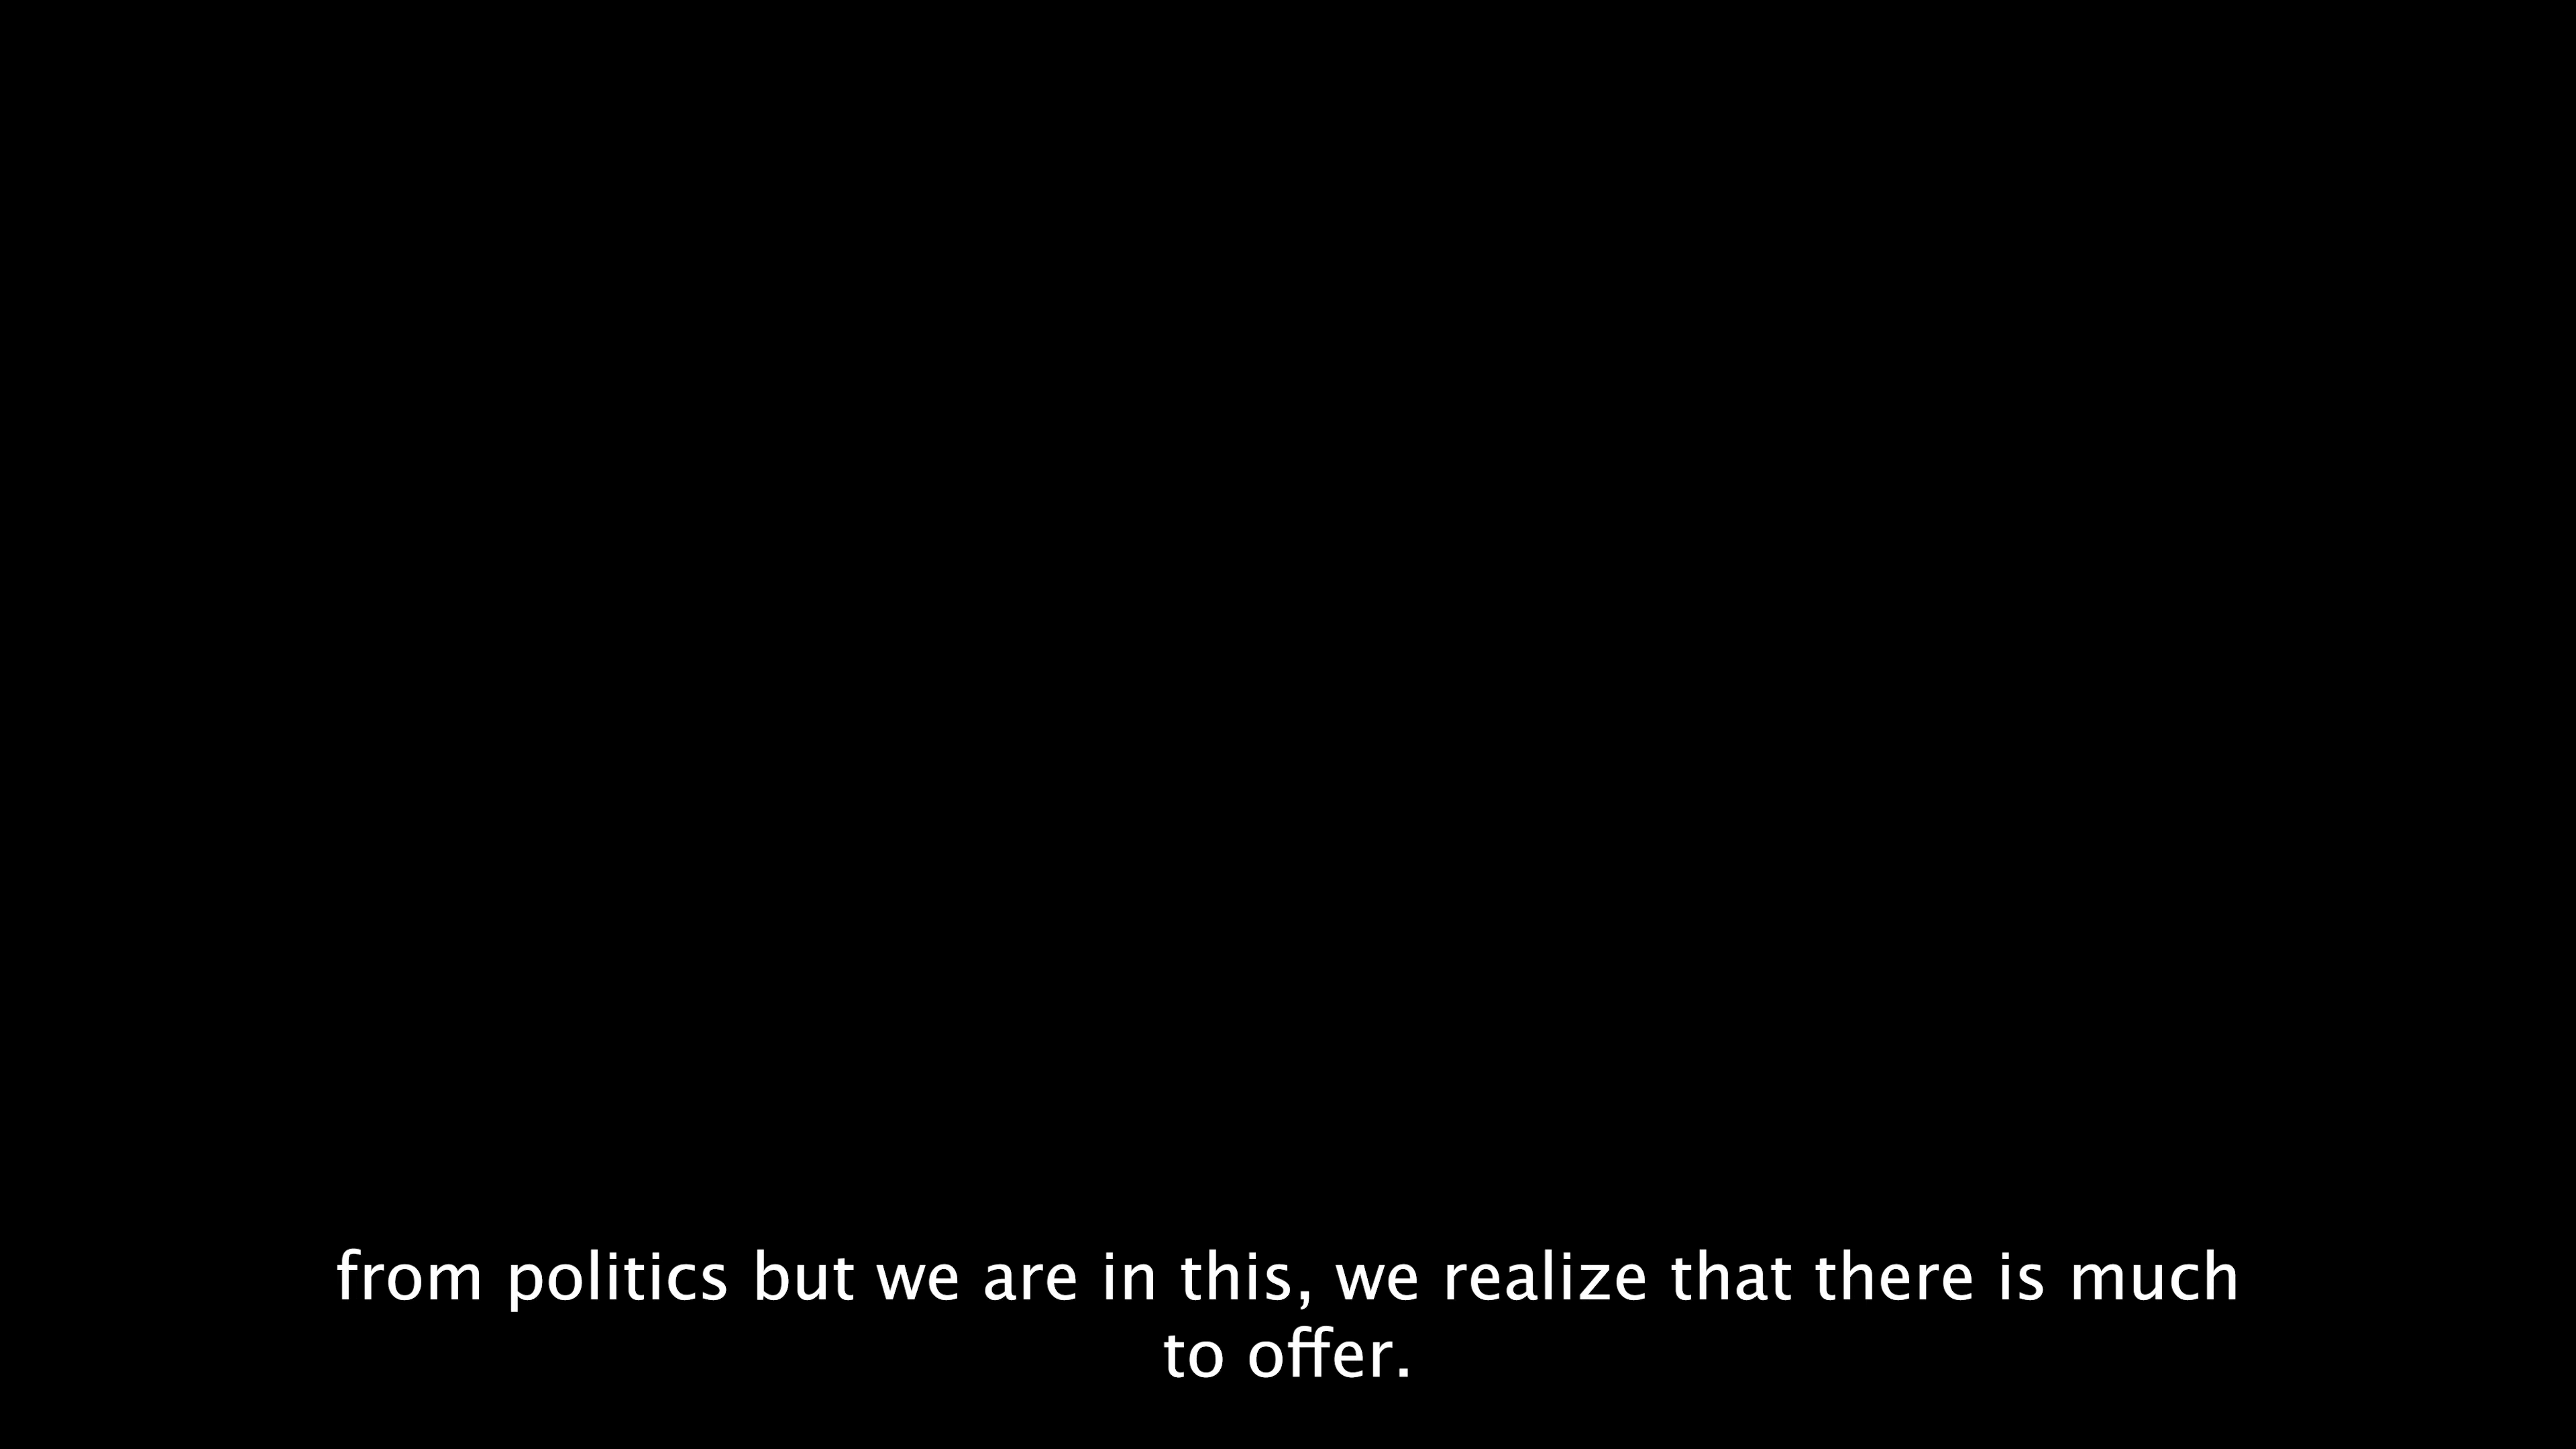 from politics but we are in this, we realize that there is much
to offer.